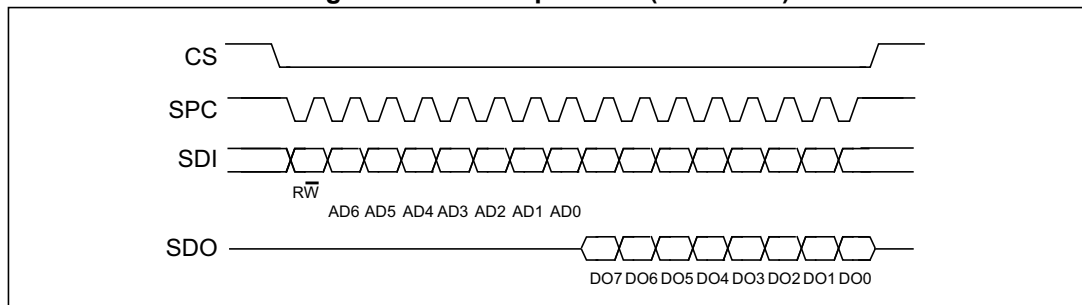 CS
SPC
SDI
RW̅
AD6 AD5 AD4 AD3 AD2 AD1 AD0
SDO
DO7 DO6 DO5 DO4 DO3 DO2 DO1 DO0